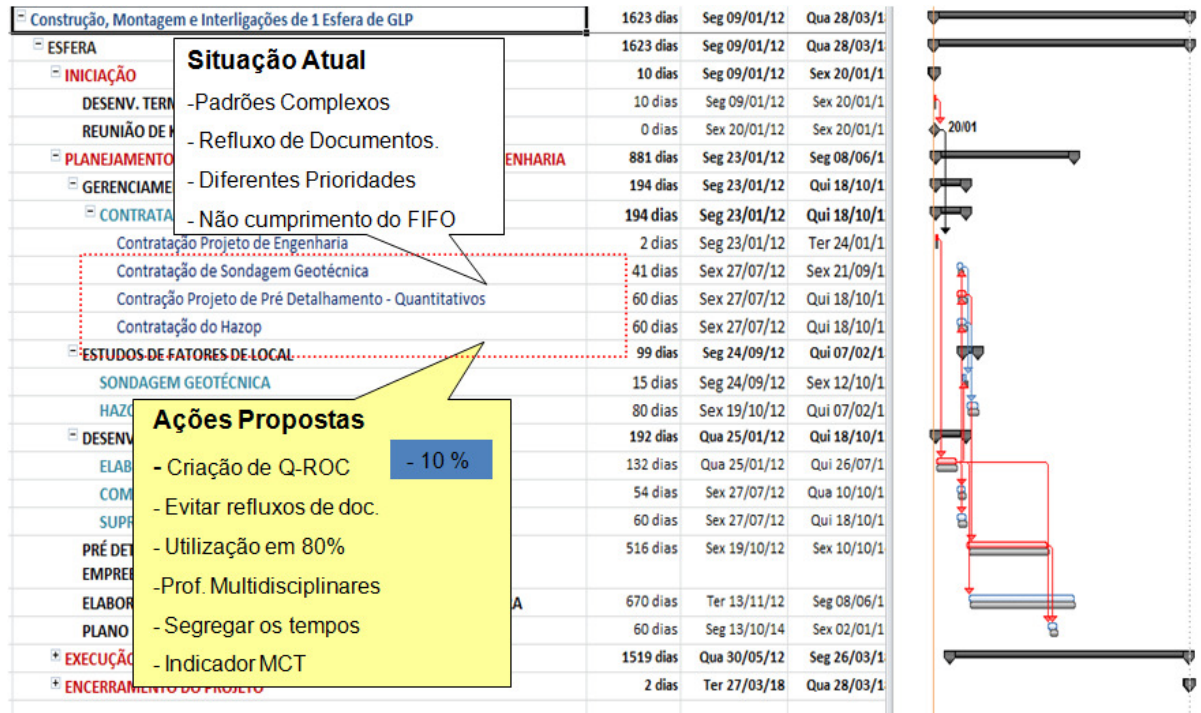 Construção, Montagem e Interligações de 1 Esfera de GLP 1623 dias Seg 09/01/12 Qua 28/03/1
ESFERA 1623 dias Seg 09/01/12 Qua 28/03/1
Situação Atual
INICIAÇÃO 10 dias Seg 09/01/12 Sex 20/01/1
-Padrões Complexos
DESENV. 10 dias Seg 09/01/12 Sex 20/01/1
- Refluxo de Documentos.
REUNIÃO DE 0 dias Sex 20/01/12 Sex 20/01/1 20/01
PLANEJAMENTO 881 dias Seg 23/01/12 Seg 08/06/1
- Diferentes Prioridades
194 dias Seg 23/01/12 Qui 18/10/1
- Não cumprimento do FIFO
194 dias Seg 23/01/12 Qui 18/10/1
Contratação Projeto de Engenharia 2 dias Seg 23/01/12 Ter 24/01/1
Contratação de Sondagem Geotécnica 41 dias Sex 27/07/12 Sex 21/09/1
Contração Projeto de Pré Detalhamento - Quantitativos 60 dias Sex 27/07/12 Qui 18/10/1
Contratação do Hazop 60 dias Sex 27/07/12 Qui 18/10/1
ESTUDOS DE FATORES DE LOCAL 99 dias Seg 24/09/12 Qui 07/02/1
SONDAGEM GEOTÉCNICA 15 dias Seg 24/09/12 Sex 12/10/1
80 dias Sex 19/10/12 Qui 07/02/1
Ações Propostas
192 dias Qua 25/01/12 Qui 18/10/1
- Criação de Q-ROC - 10 %
132 dias Qua 25/01/12 Qui 26/07/1
54 dias Sex 27/07/12 Qua 10/10/1
- Evitar refluxos de doc.
60 dias Sex 27/07/12 Qui 18/10/1
- Utilização em 80%
PRÉ 516 dias Sex 19/10/12 Sex 10/10/1
-Prof. Multidisciplinares
670 dias Ter 13/11/12 Seg 08/06/1
- Segregar os tempos
PLANO 60 dias Seg 13/10/14 Sex 02/01/1
EXECUÇÃO 1519 dias Qua 30/05/12 Seg 26/03/1
- Indicador MCT
ENCERRAMENTO DO PROJETO 2 dias Ter 27/03/18 Qua 28/03/1